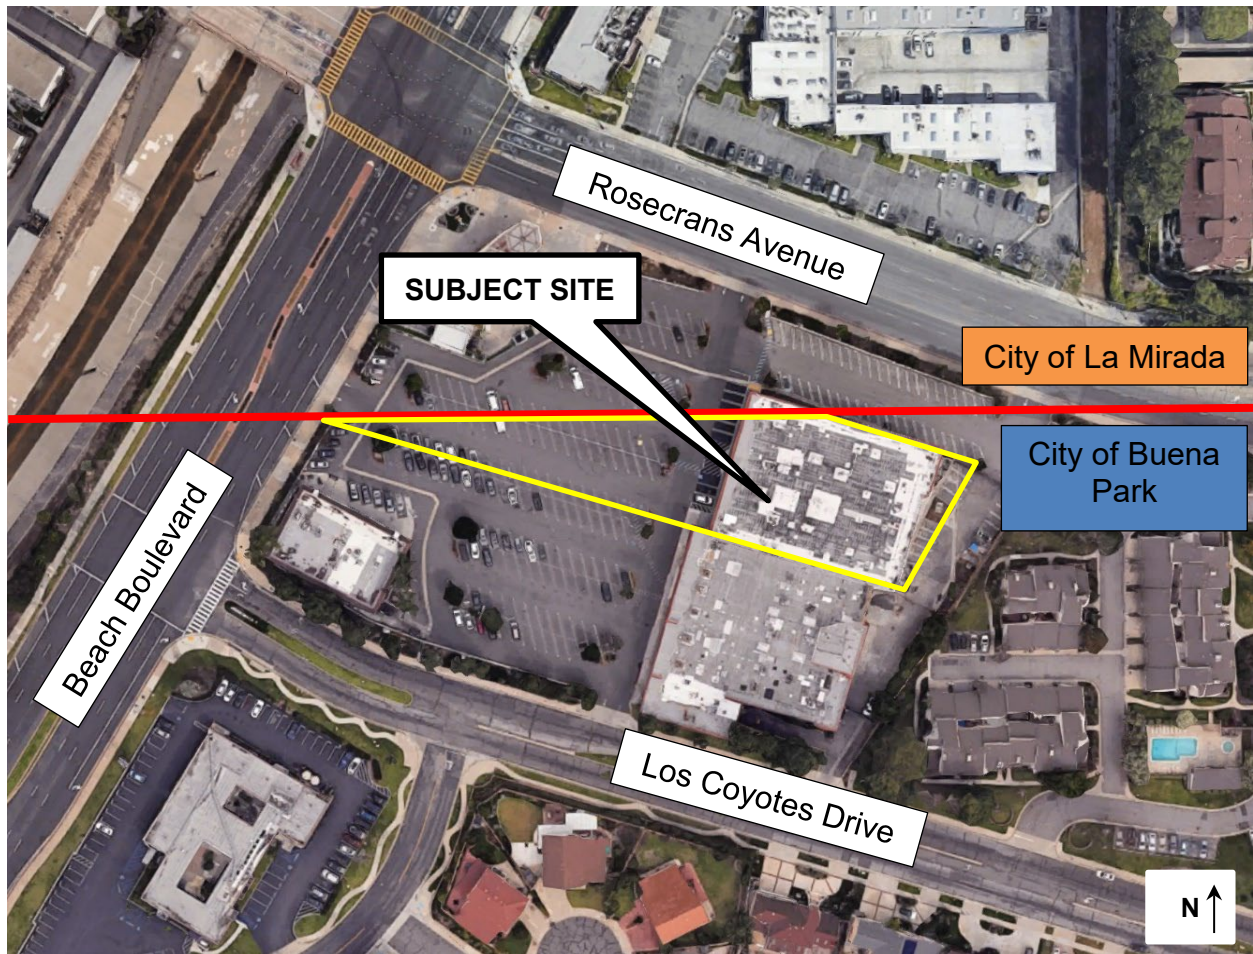 Rosecrans Avenue
SUBJECT SITE
City of La Mirada
City of Buena
Park
Beach Boulevard
Los Coyotes Drive
N